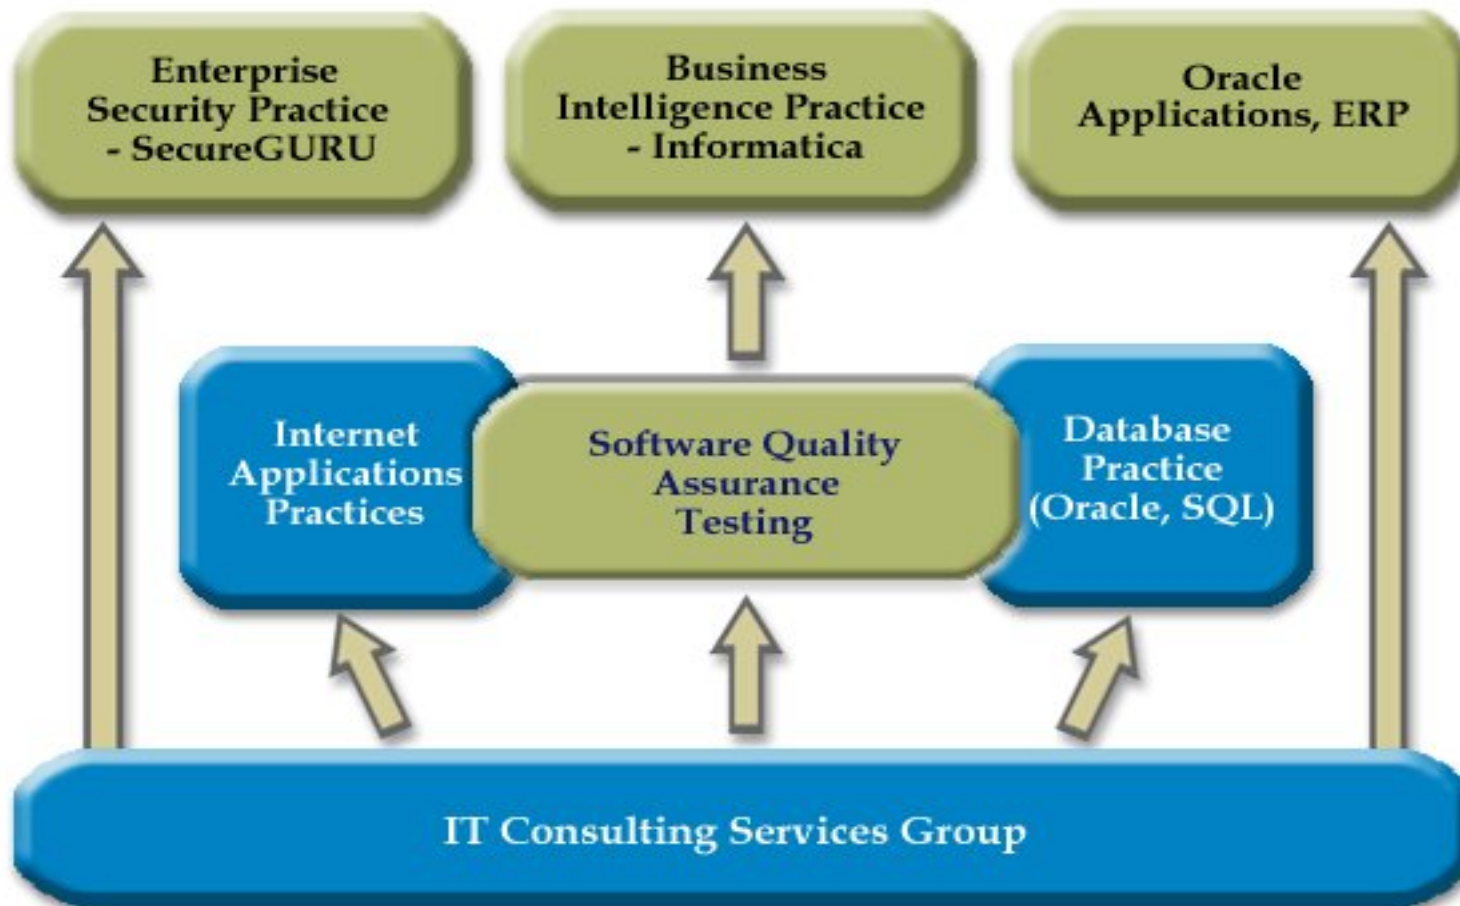 Enterprise
Security Practice
- SecureGURU
Business
Intelligence Practice
- Informatica
Oracle
Applications, ERP
Internet
Applications
Practices
Software Quality
Assurance
Testing
Database
Practice
(Oracle, SQL)
IT Consulting Services Group